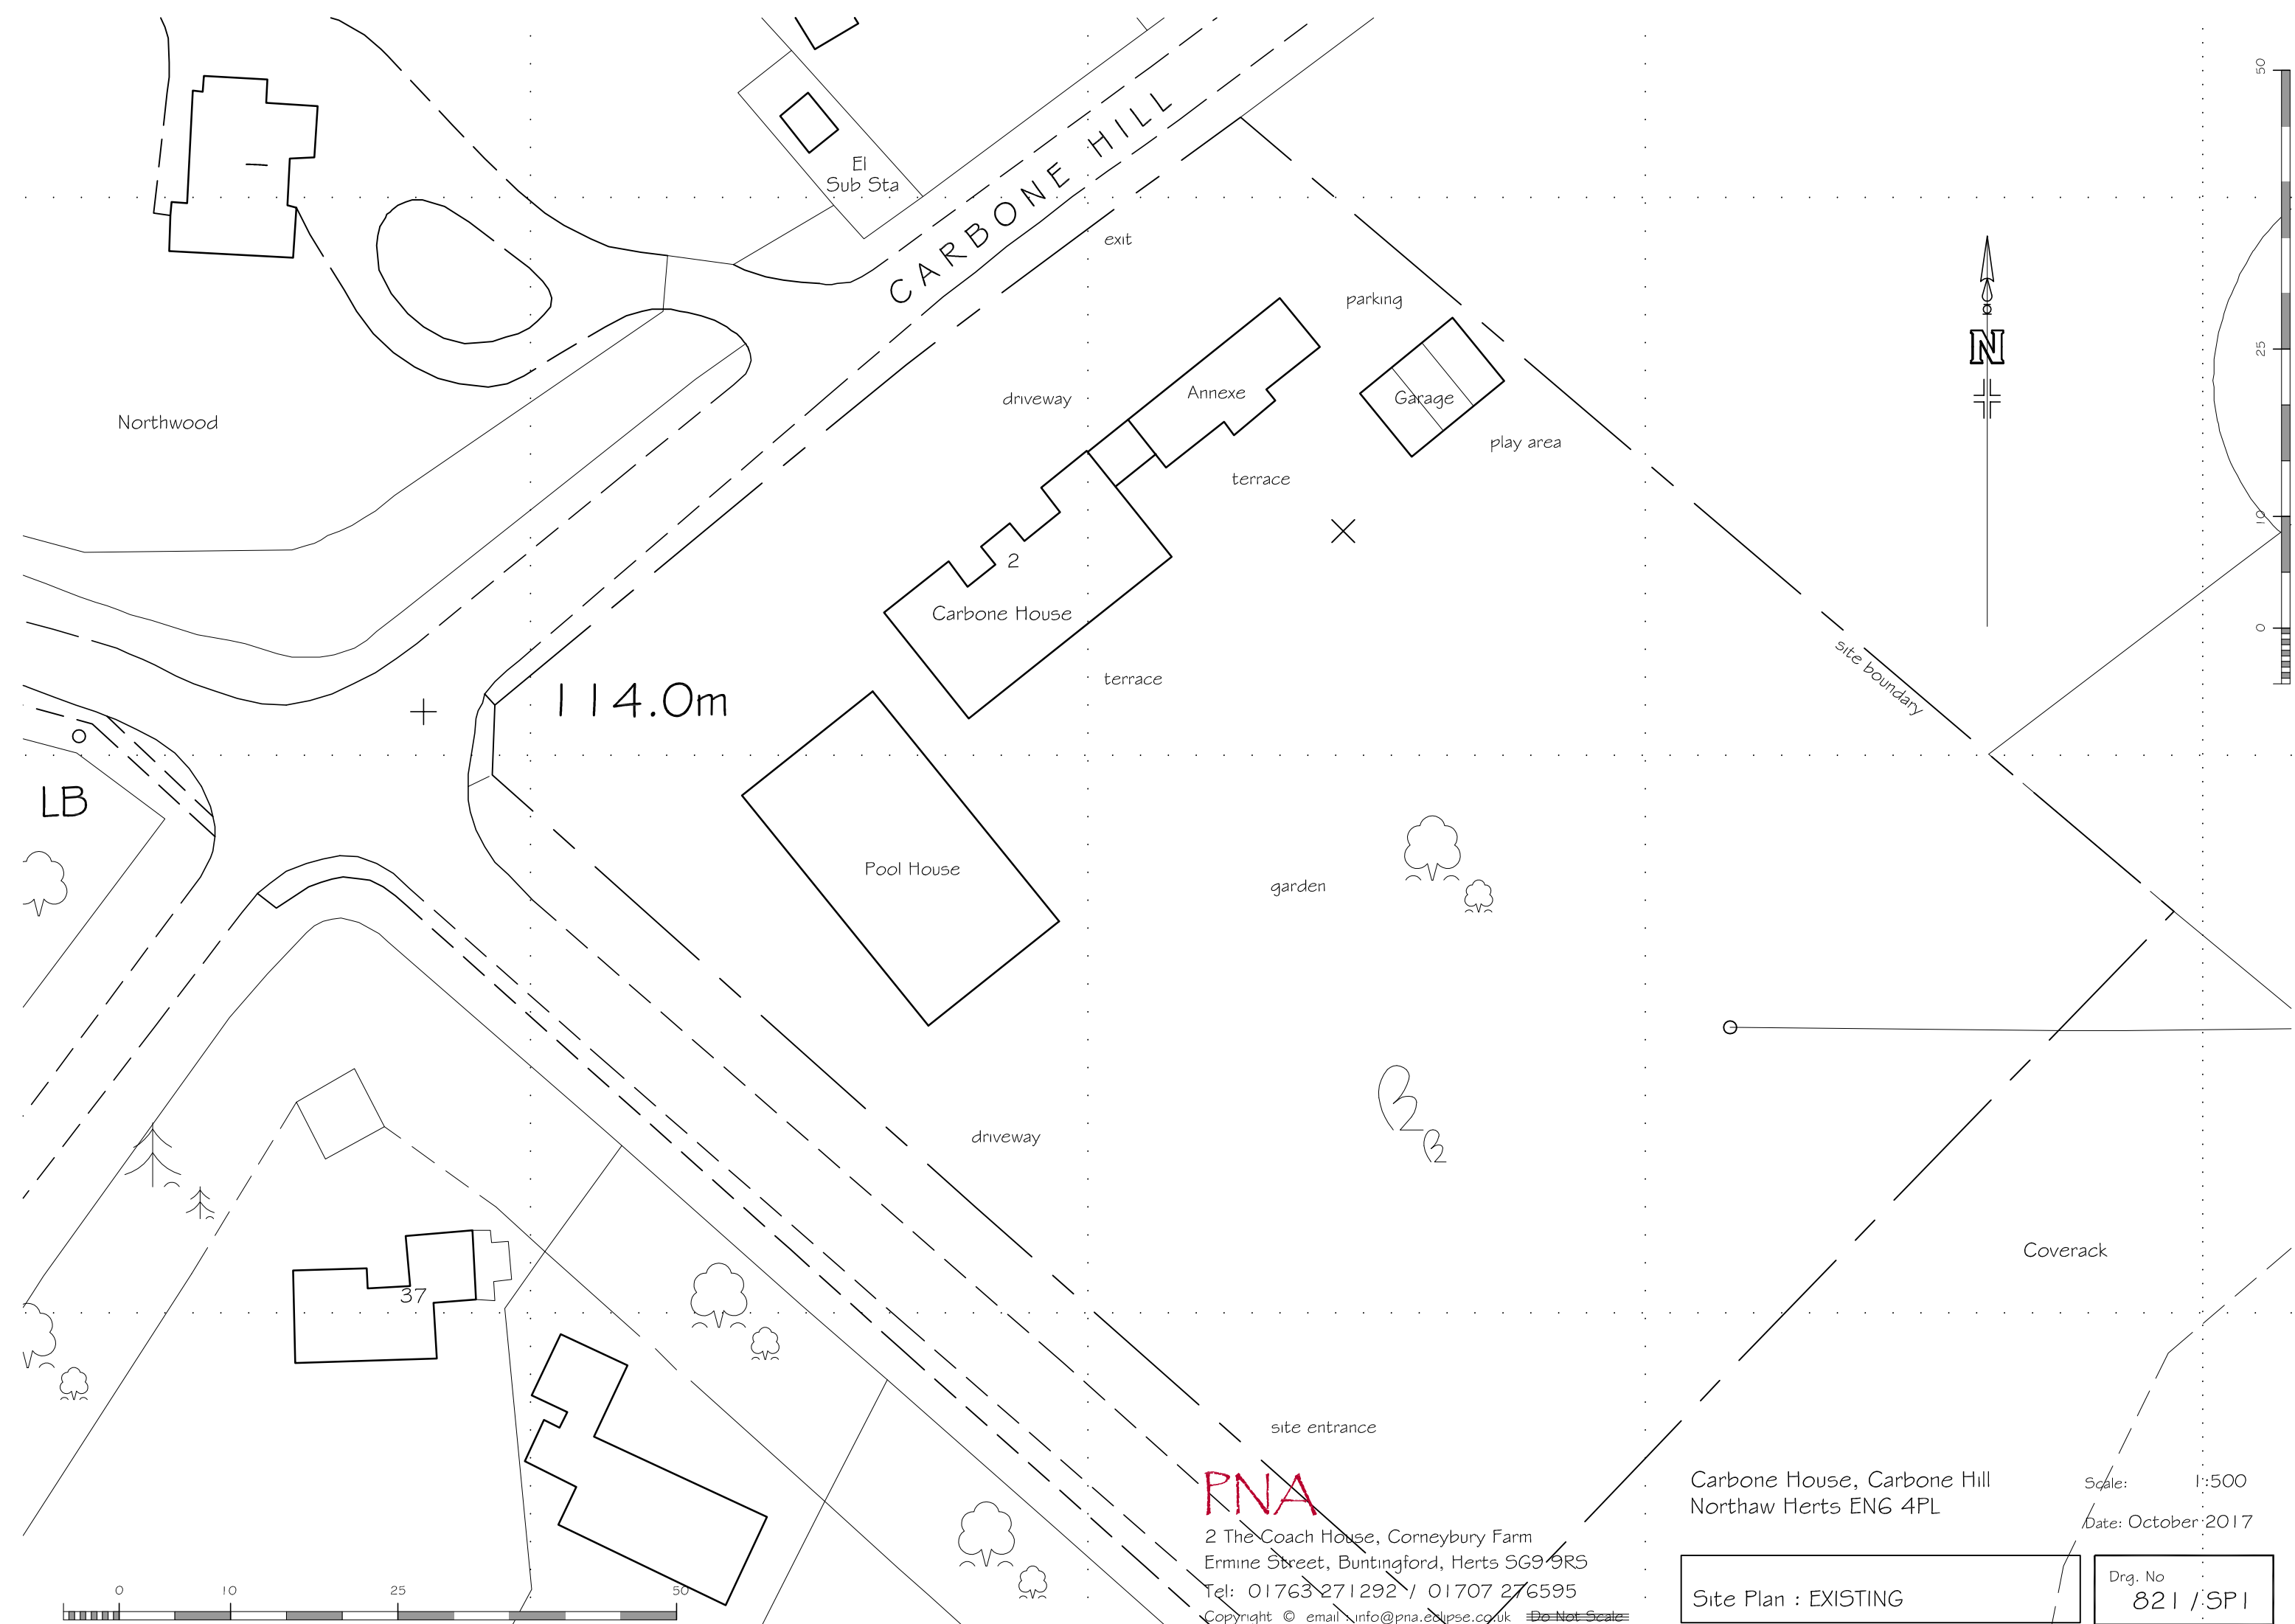 50
El
Sub Sta
CARBONE HILL
exit
parking
N
25
driveway
Annexe
Garage
Northwood
play area
terrace
10
2
Carbone House
0
site boundary
terrace
114.0m
LB
Pool House
garden
driveway
Coverack
37
site entrance
PNA
2 The Coach House, Corneybury Farm
Ermine Street, Buntingford, Herts SG9 9RS
Tel: 01763 271292 / 01707 276595
Copyright © email : info@pna.eclipse.co.uk Do Not Scale
Carbone House, Carbone Hill
Northaw Herts EN6 4PL
Scale: 1:500
Date: October 2017
Site Plan : EXISTING
Drg. No
821 / SP1
0 10 25 50